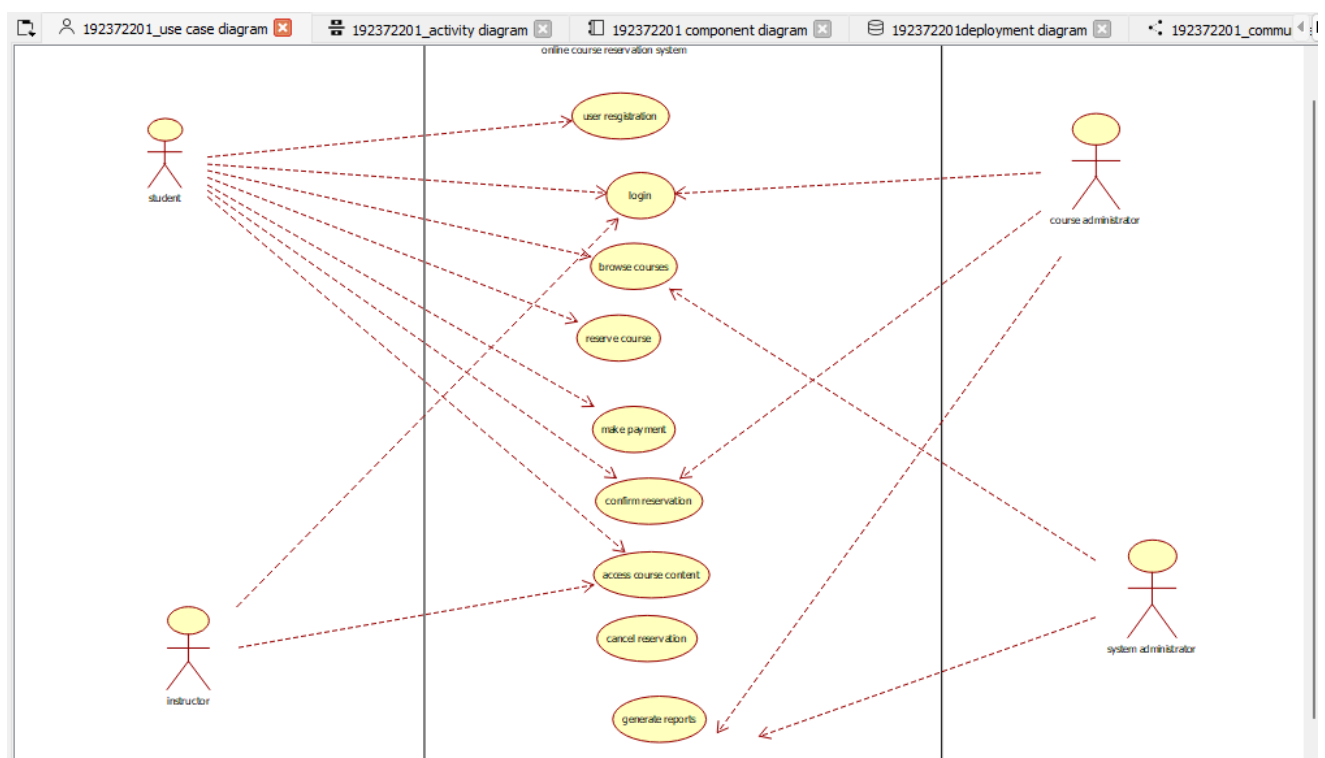 192372201_use case diagram
192372201_activity diagram
192372201 component diagram
192372201deployment diagram
192372201_commu
online course reservation system
user resgistration
student
login
course administrator
browse courses
reserve course
make payment
confirm reservation
access course content
cancel reservation
system administrator
instructor
generate reports